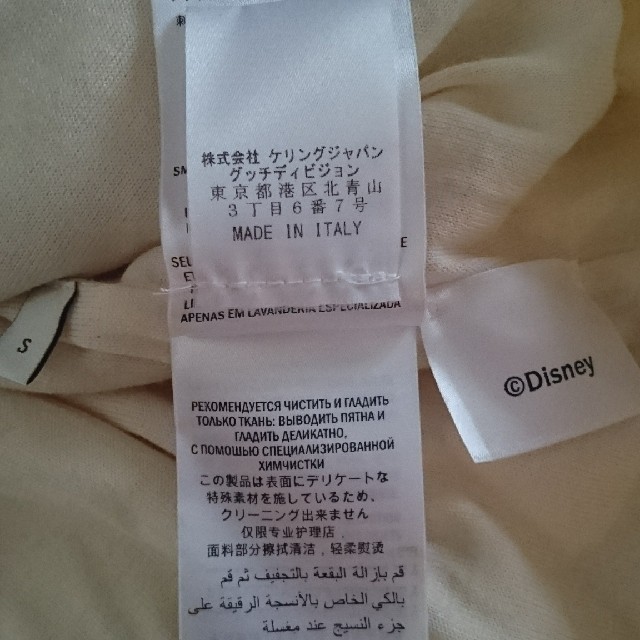 株式会社 ケリングジャパン
グッチディビジョン
東京都港区北青山
3丁目6番7号
MADE IN ITALY
APENAS EM LAVANDERIA ESPECIALIZADA
S
©Disney
РЕКОМЕНДУЕТСЯ ЧИСТИТЬ И ГЛАДИТЬ
ТОЛЬКО ТКАНЬ: ВЫВОДИТЬ ПЯТНА И
ГЛАДИТЬ ДЕЛИКАТНО,
С ПОМОЩЬЮ СПЕЦИАЛИЗИРОВАННОЙ
ХИМЧИСТКИ
この製品は表面にデリケートな
特殊素材を施しているため、
クリーニング出来ません
仅限专业护理店，
面料部分擦拭清洁，轻柔熨烫
قم بإزالة البقعة بالتجفيف ثم قم
بالكي الخاص بالأنسجة الرقيقة على
جزء النسيج عند مغسلة